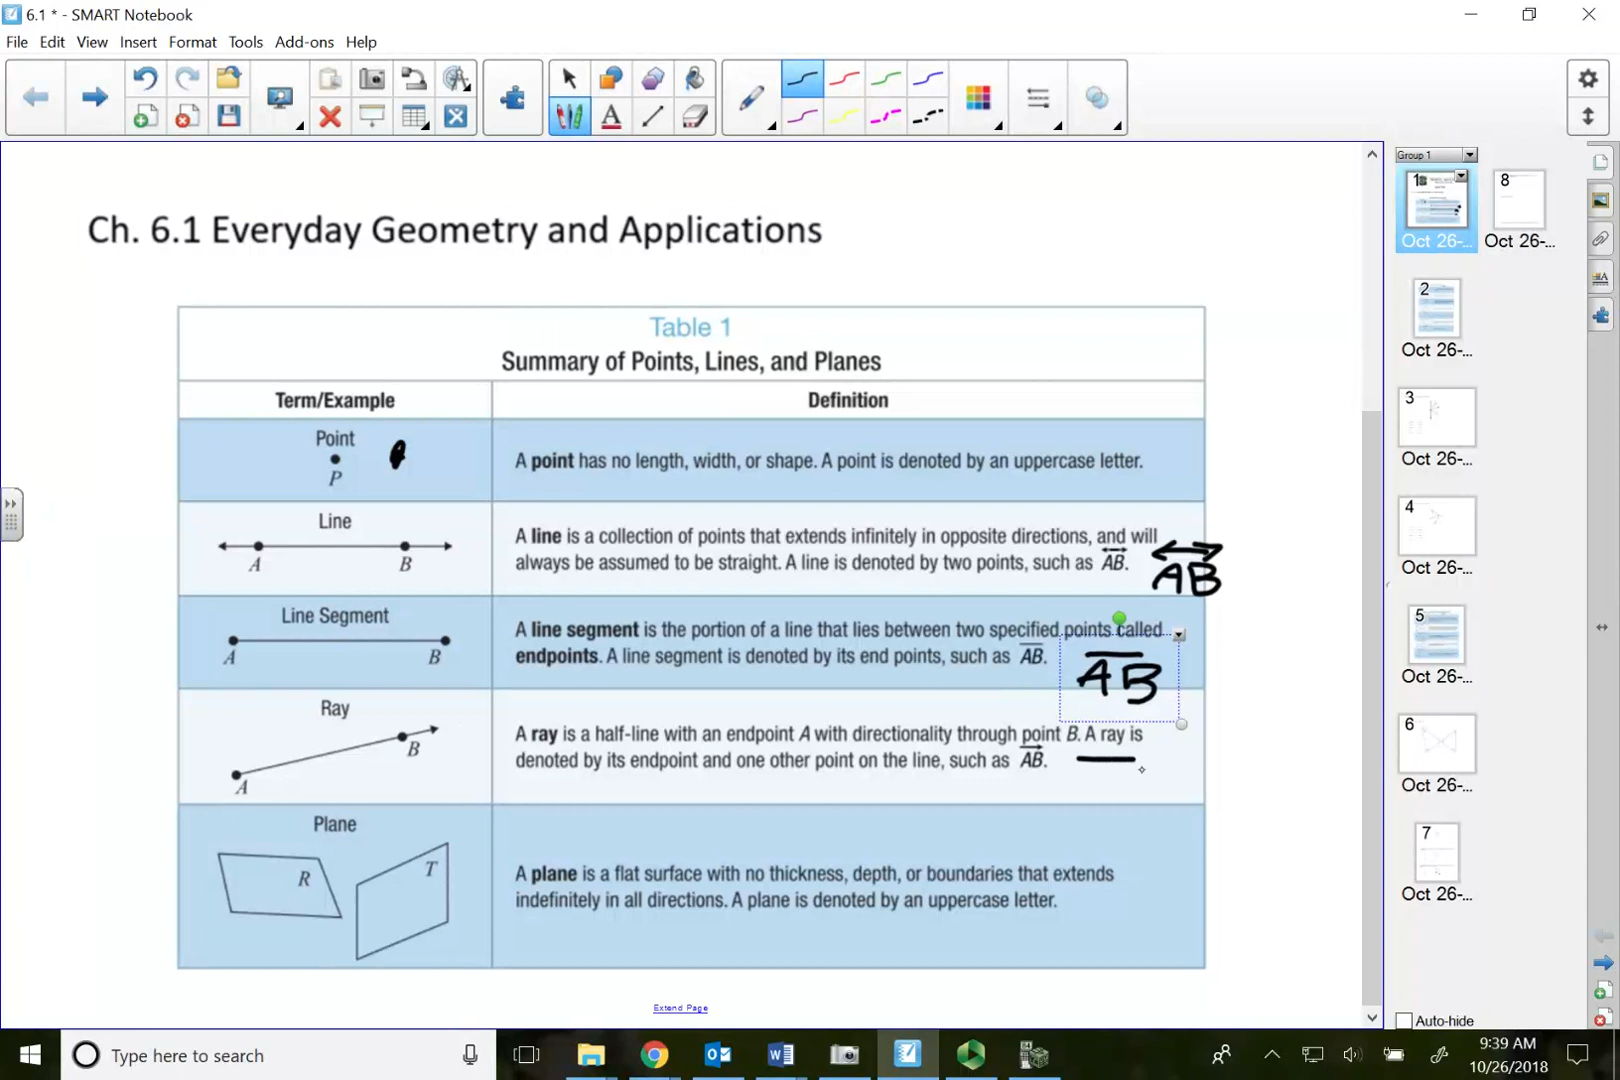 6.1 * - SMART Notebook
File Edit View Insert Format Tools Add-ons Help
Ch. 6.1 Everyday Geometry and Applications
Table 1
Summary of Points, Lines, and Planes
Term/Example Definition
Point
P
A point has no length, width, or shape. A point is denoted by an uppercase letter.
Line
A B
A line is a collection of points that extends infinitely in opposite directions, and will
always be assumed to be straight. A line is denoted by two points, such as AB.
AB
Line Segment
A B
A line segment is the portion of a line that lies between two specified points called
endpoints. A line segment is denoted by its end points, such as AB.
AB
Ray
A B
A ray is a half-line with an endpoint A with directionality through point B. A ray is
denoted by its endpoint and one other point on the line, such as AB.
Plane
R T
A plane is a flat surface with no thickness, depth, or boundaries that extends
indefinitely in all directions. A plane is denoted by an uppercase letter.
Extend Page
Group 1
1
Oct 26-...
8
Oct 26-...
2
Oct 26-...
3
Oct 26-...
4
Oct 26-...
5
Oct 26-...
6
Oct 26-...
7
Oct 26-...
Auto-hide
Type here to search
9:39 AM
10/26/2018